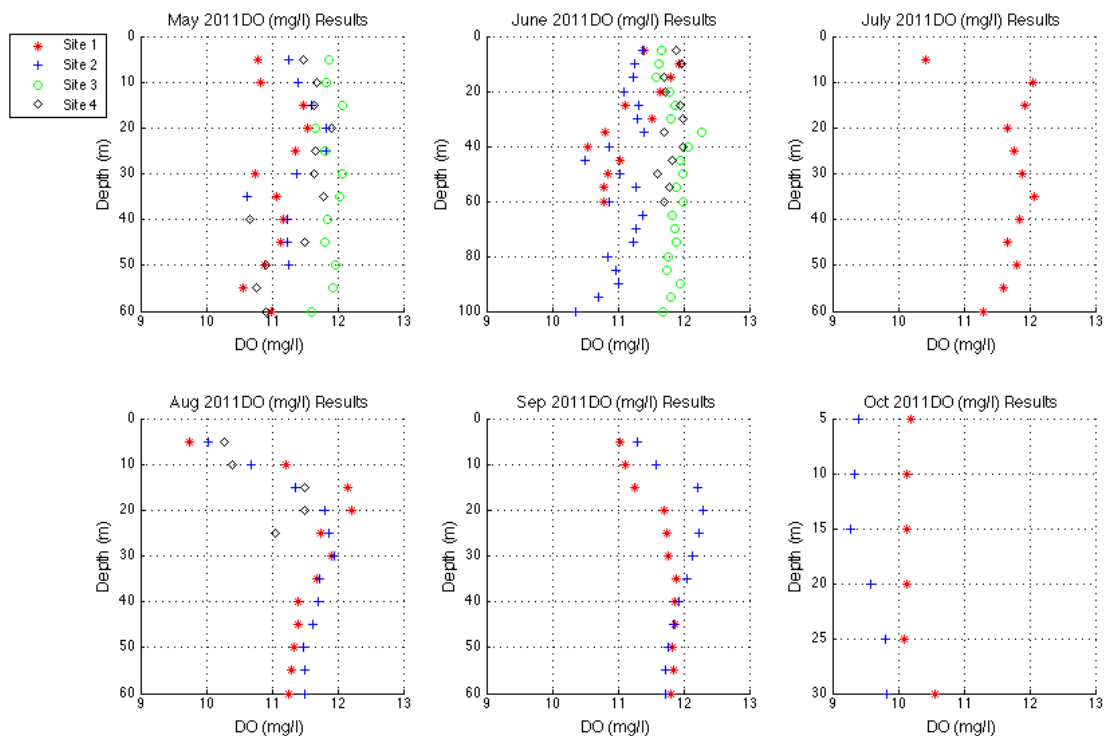 May 2011DO (mg/l) Results
June 2011DO (mg/l) Results
July 2011DO (mg/l) Results
Site 1
Site 2
Site 3
Site 4
0
10
20
30
40
50
60
Depth (m)
9 10 11 12 13
DO (mg/l)
0
20
40
60
80
100
Depth (m)
9 10 11 12 13
DO (mg/l)
0
10
20
30
40
50
60
Depth (m)
9 10 11 12 13
DO (mg/l)
Aug 2011DO (mg/l) Results
Sep 2011DO (mg/l) Results
Oct 2011DO (mg/l) Results
0
10
20
30
40
50
60
Depth (m)
9 10 11 12 13
DO (mg/l)
0
10
20
30
40
50
60
Depth (m)
9 10 11 12 13
DO (mg/l)
5
10
15
20
25
30
Depth (m)
9 10 11 12 13
DO (mg/l)